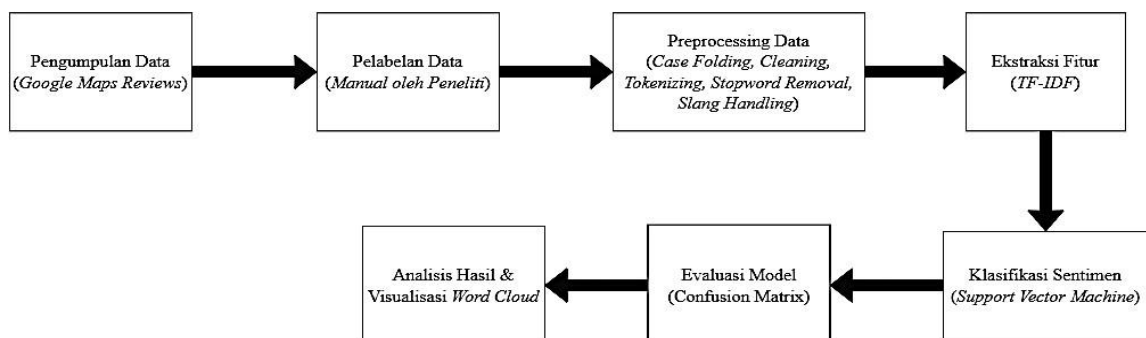 Pengumpulan Data
(Google Maps Reviews)
Pelabelan Data
(Manual oleh Peneliti)
Preprocessing Data
(Case Folding, Cleaning,
Tokenizing, Stopword Removal,
Slang Handling)
Ekstraksi Fitur
(TF-IDF)
Klasifikasi Sentimen
(Support Vector Machine)
Evaluasi Model
(Confusion Matrix)
Analisis Hasil &
Visualisasi Word Cloud